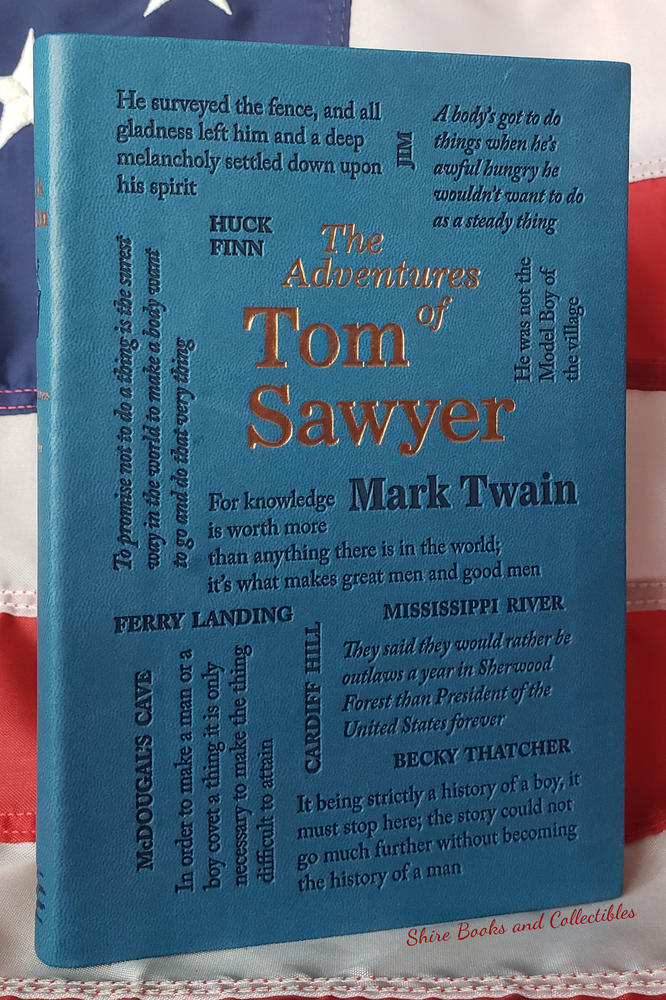 He surveyed the fence, and all
gladness left him and a deep
melancholy settled down upon
his spirit
JIM
A body's got to do
things when he's
awful hungry he
wouldn't want to do
as a steady thing
HUCK
FINN
The
Adventures
of
Tom
Sawyer
He was not the
Model Boy of
the village
To promise not to do a thing is the surest
way in the world to make a body want
to go and do that very thing
Mark Twain
For knowledge
is worth more
than anything there is in the world;
it's what makes great men and good men
FERRY LANDING
MISSISSIPPI RIVER
CARDIFF HILL
They said they would rather be
outlaws a year in Sherwood
Forest than President of the
United States forever
McDOUGAL'S CAVE
In order to make a man or a
boy covet a thing it is only
necessary to make the thing
difficult to attain
BECKY THATCHER
It being strictly a history of a boy, it
must stop here; the story could not
go much further without becoming
the history of a man
Shire Books and Collectibles